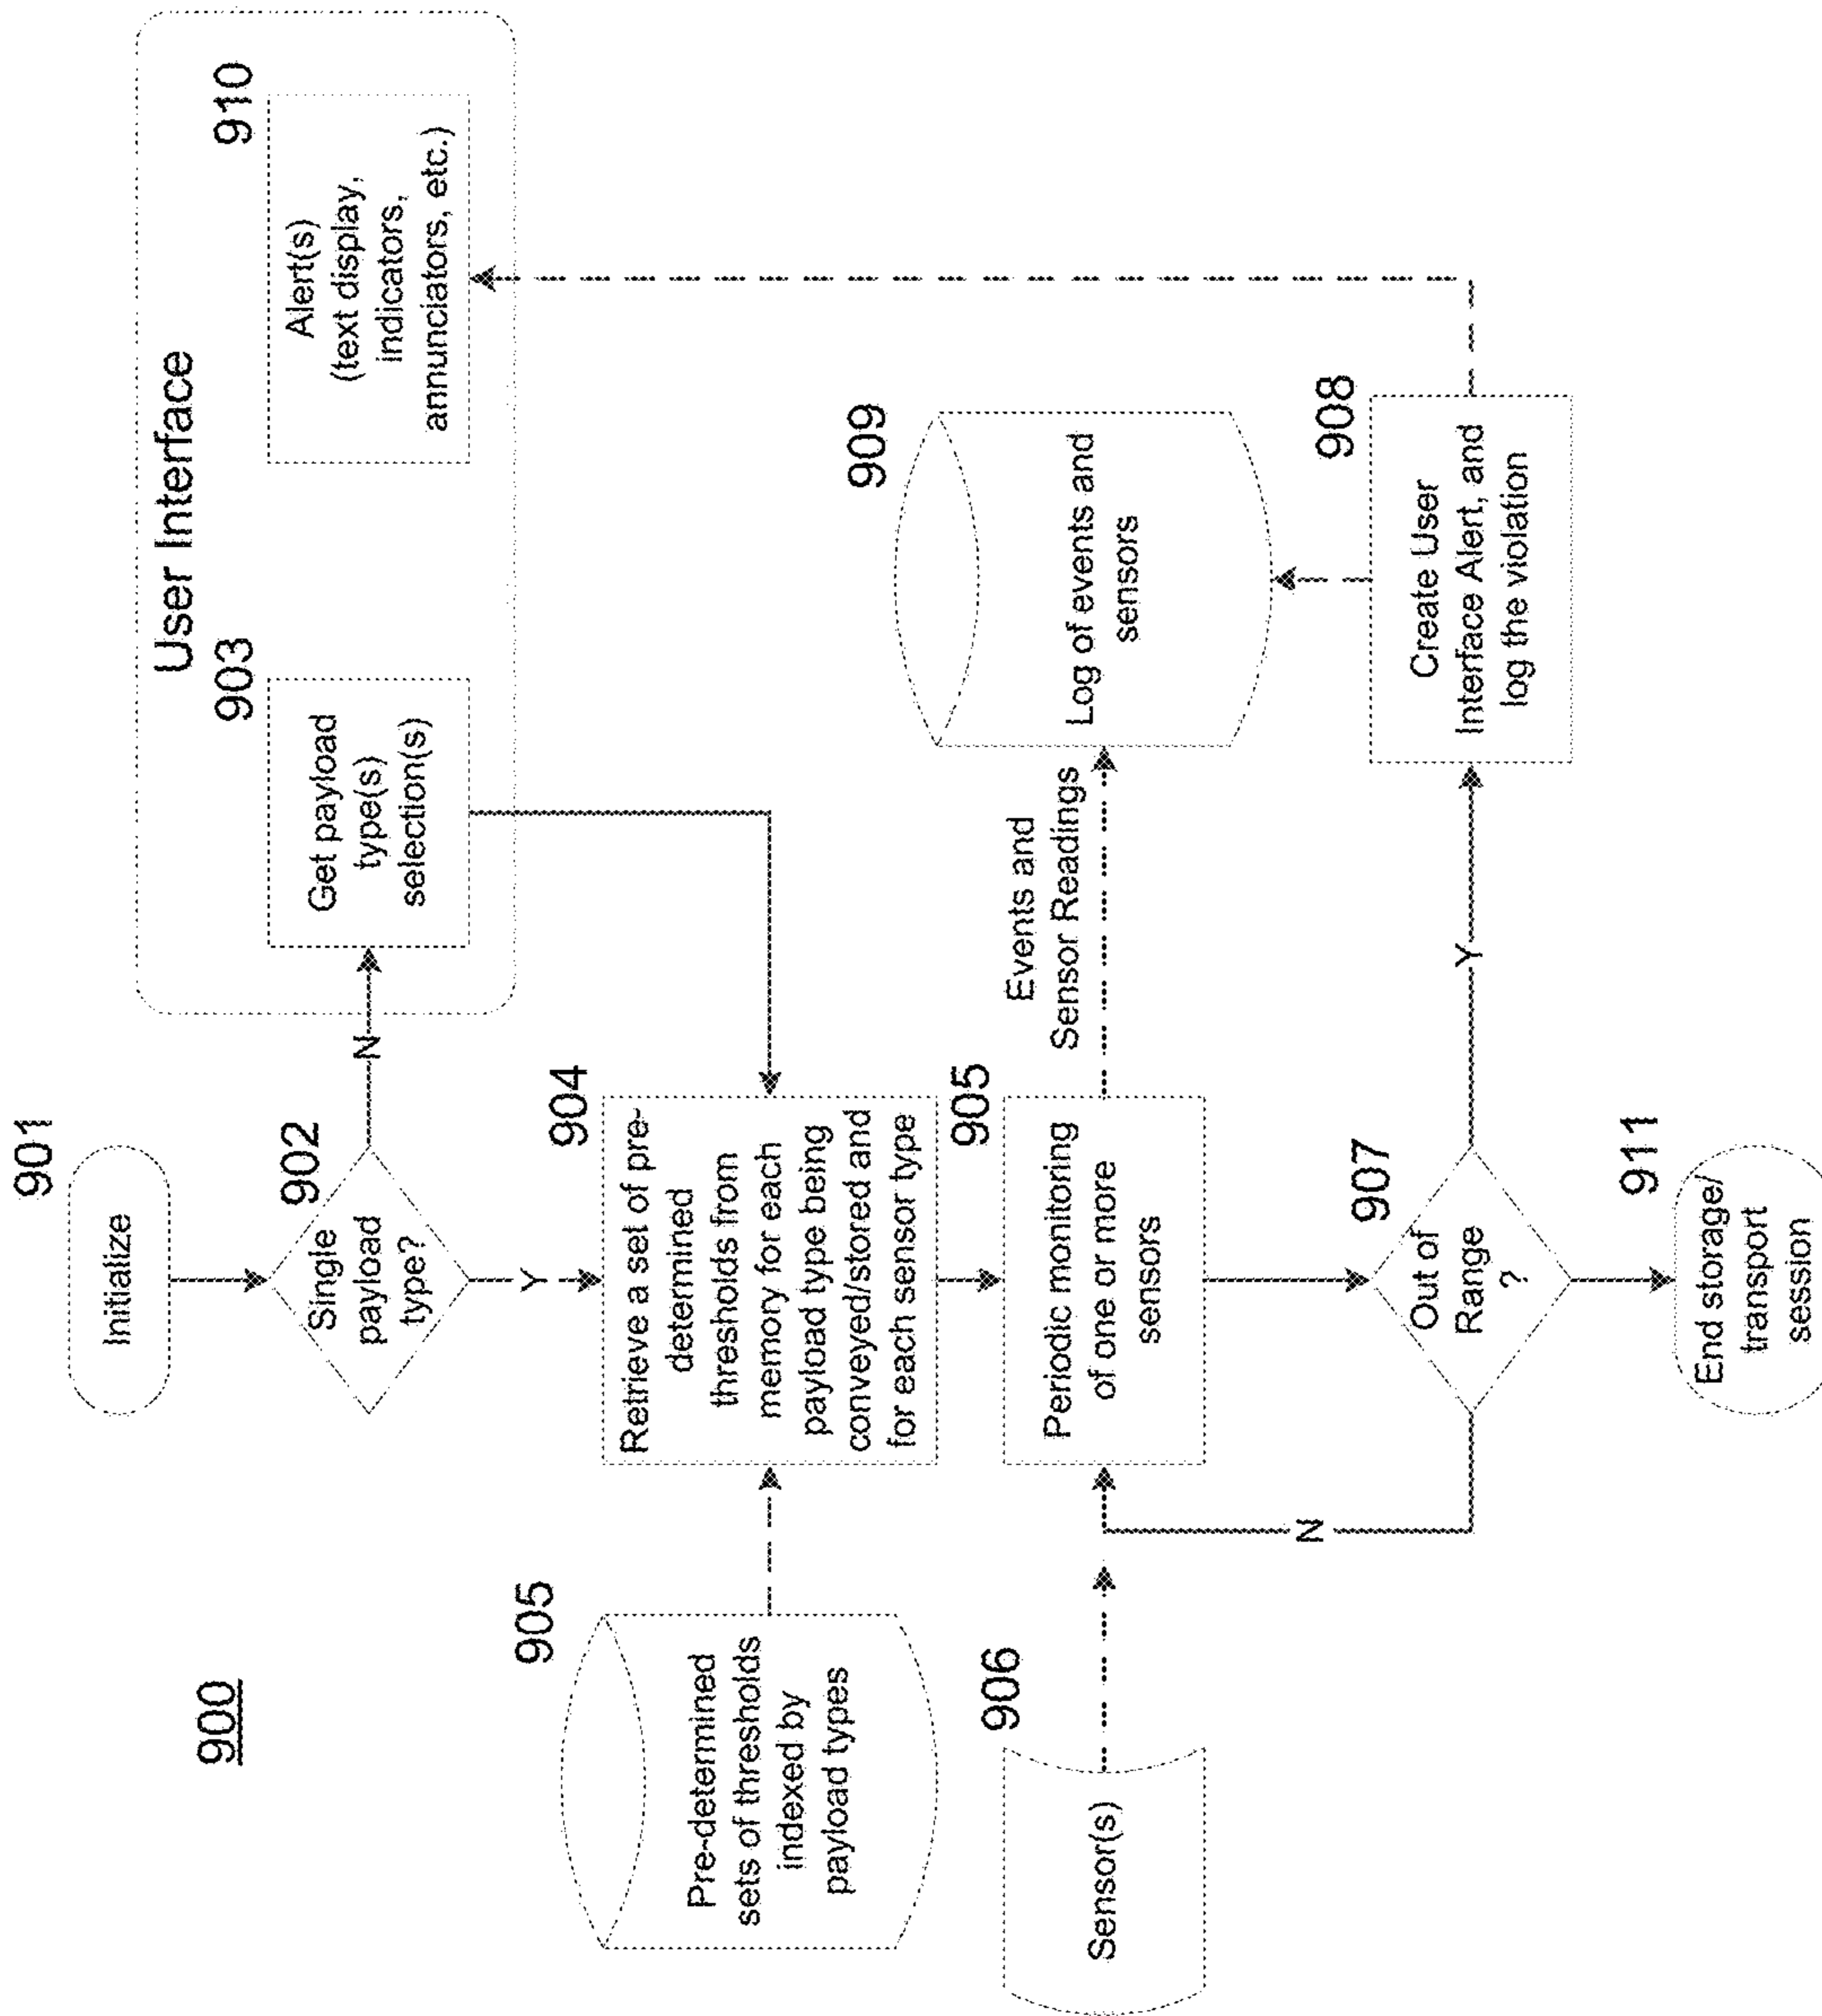 900
901
Initialize
902
Single
payload
type?
N
Y
User Interface
903
Get payload
type(s)
selection(s)
910
Alert(s)
(text display,
indicators,
annunciators, etc.)
904
Retrieve a set of pre-
determined
thresholds from
memory for each
payload type being
conveyed/stored and
for each sensor type
905
Pre-determined
sets of thresholds
indexed by
payload types
905
Periodic monitoring
of one or more
sensors
906
Sensor(s)
Events and
Sensor Readings
909
Log of events and
sensors
907
Out of
Range
?
N
Y
908
Create User
Interface Alert, and
log the violation
911
End storage/
transport
session